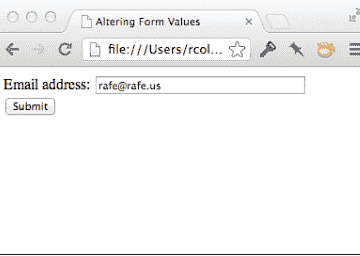 Altering Form Values
file:///Users/rcol...
Email address: rafe@rafe.us
Submit